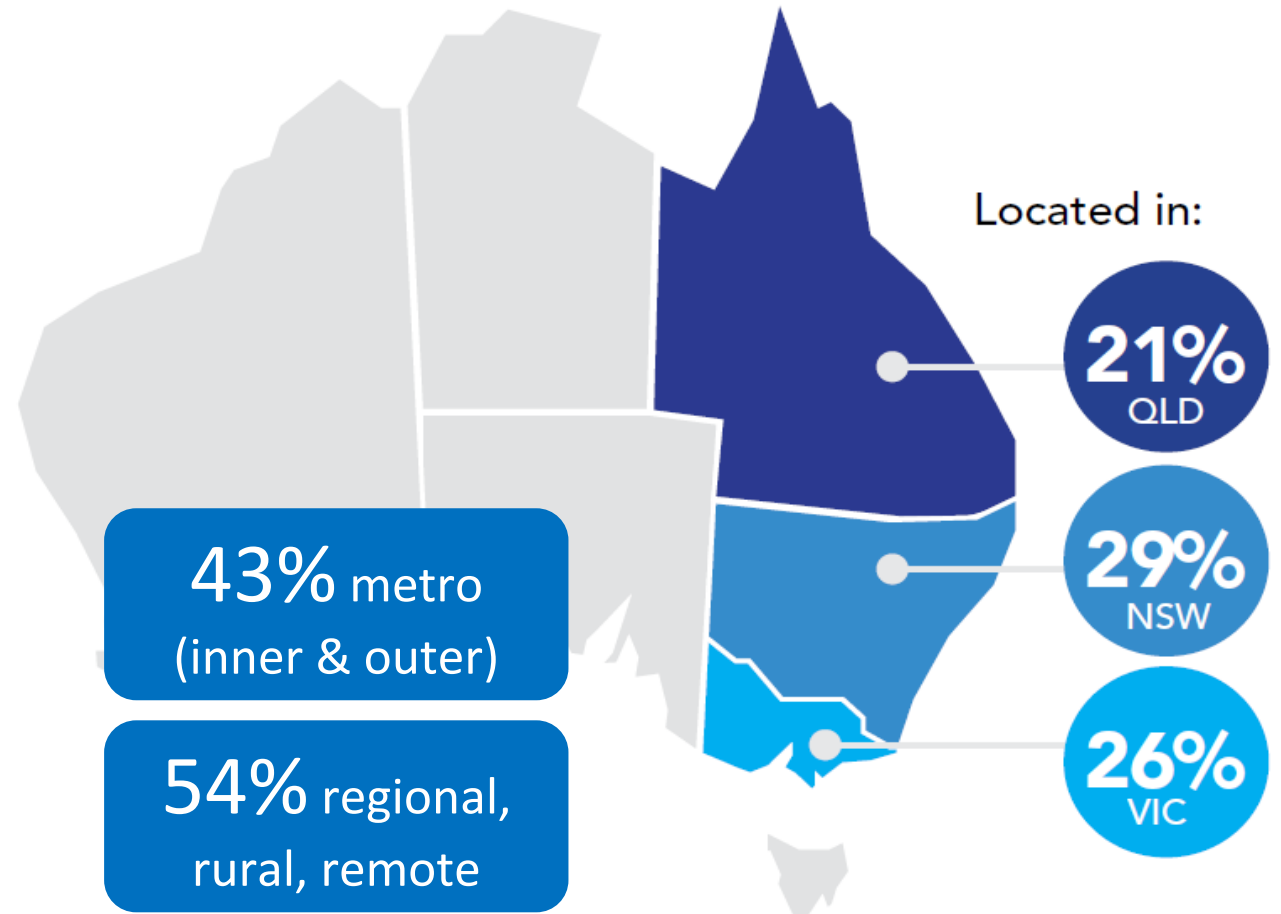 Located in:
21%
QLD
29%
NSW
26%
VIC
43% metro
(inner & outer)
54% regional,
rural, remote